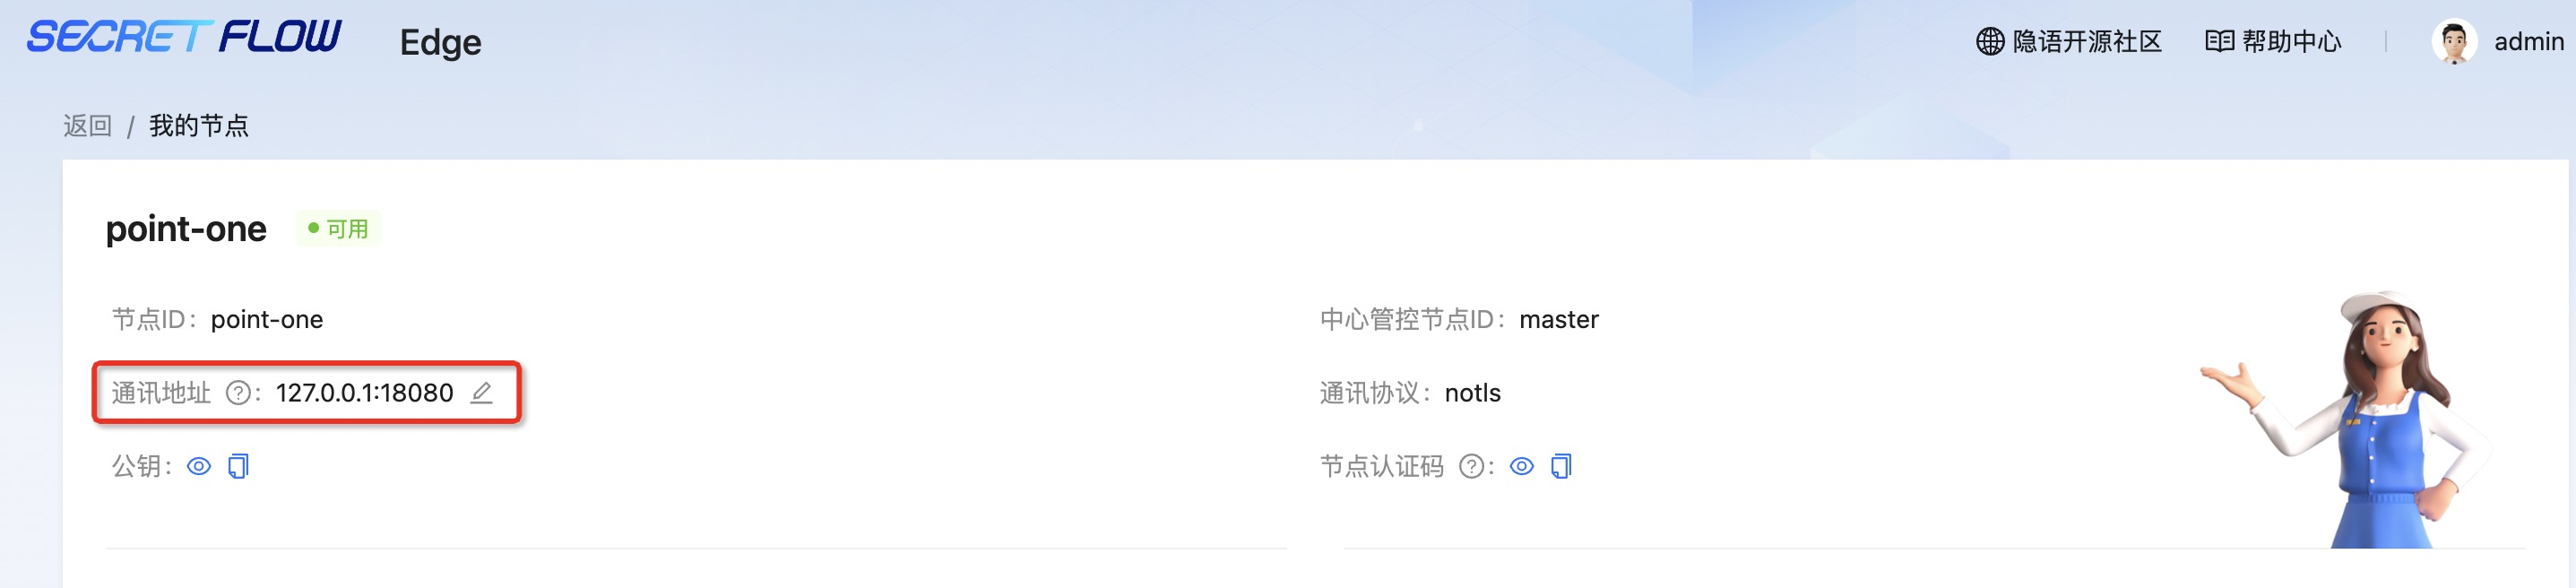 SECRET FLOW Edge 隐语开源社区 帮助中心 admin
返回 / 我的节点
point-one 可用
节点ID: point-one 中心管控节点ID: master
通讯地址 ?: 127.0.0.1:18080 通讯协议: notls
公钥: 节点认证码 ?: